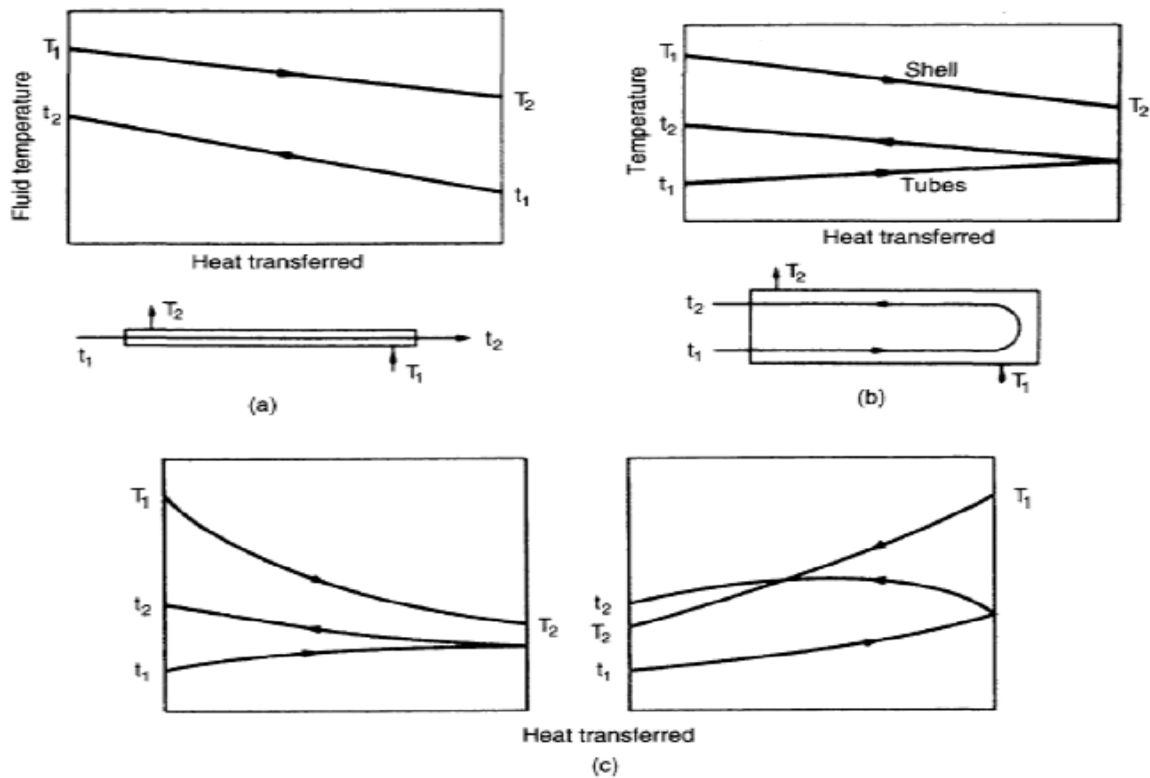 Fluid temperature
T₁
t₂
T₂
t₁
Heat transferred
T₂
t₁
t₂
T₁
(a)
Temperature
T₁
t₂
t₁
Shell
Tubes
T₂
Heat transferred
T₂
t₂
t₁
T₁
(b)
T₁
t₂
t₁
T₂
T₁
t₂
T₂
t₁
Heat transferred
(c)